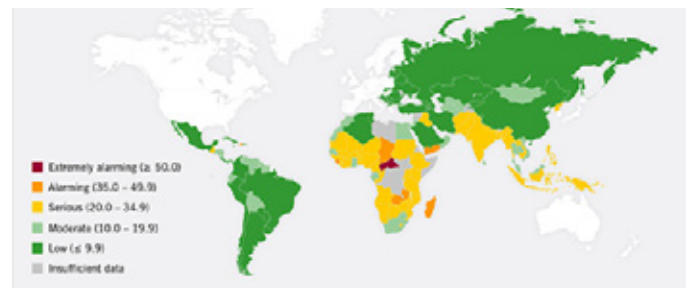 Extremely alarming (≥ 50.0)
Alarming (35.0 – 49.9)
Serious (20.0 – 34.9)
Moderate (10.0 – 19.9)
Low (≤ 9.9)
Insufficient data